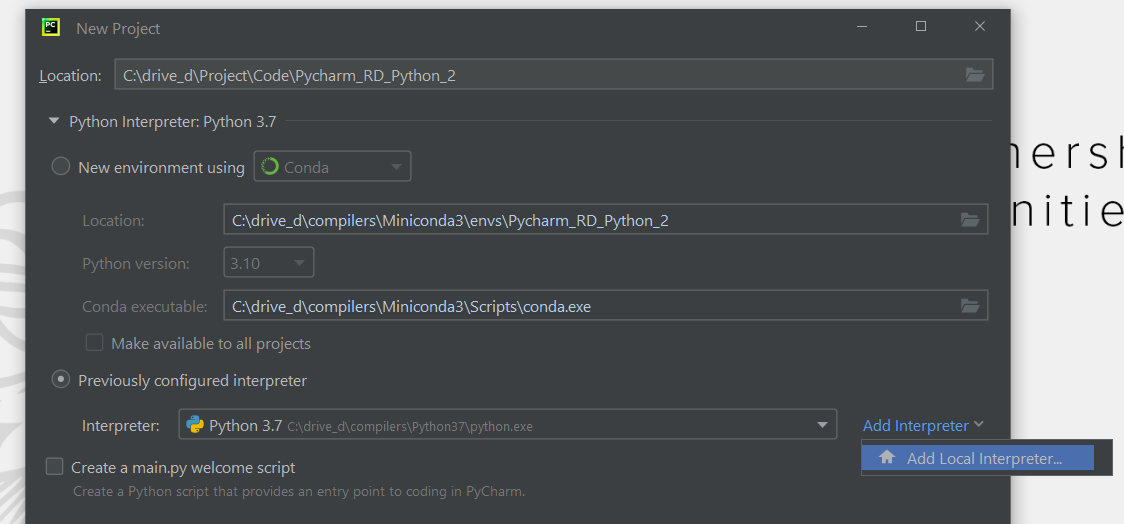 PC
New Project
Location: C:\drive_d\Project\Code\Pycharm_RD_Python_2
Python Interpreter: Python 3.7
New environment using Conda
Location: C:\drive_d\compilers\Miniconda3\envs\Pycharm_RD_Python_2
Python version: 3.10
Conda executable: C:\drive_d\compilers\Miniconda3\Scripts\conda.exe
Make available to all projects
Previously configured interpreter
Interpreter: Python 3.7 C:\drive_d\compilers\Python37\python.exe Add Interpreter
Add Local Interpreter...
Create a main.py welcome script
Create a Python script that provides an entry point to coding in PyCharm.